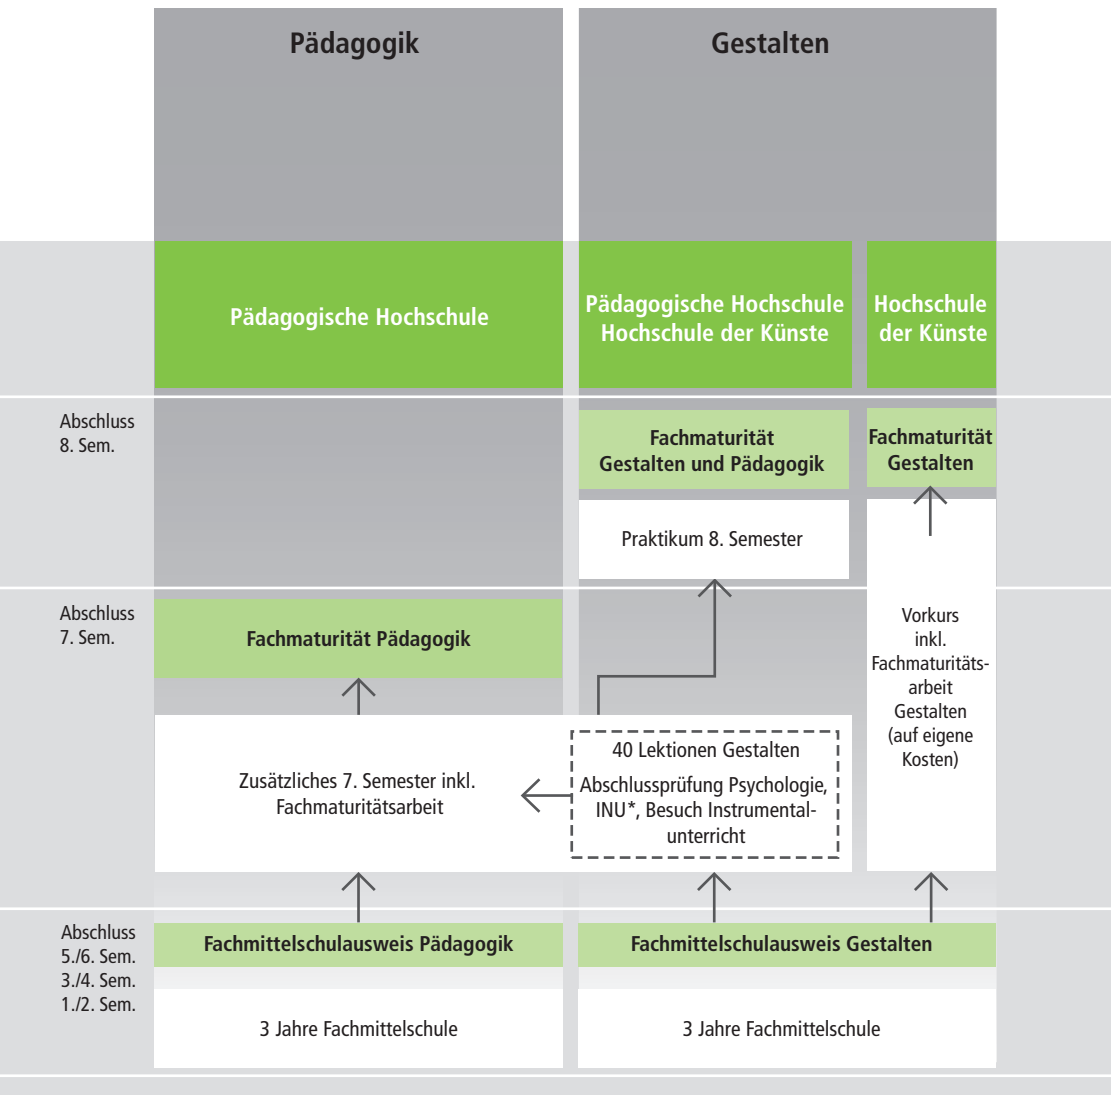 Pädagogik
Gestalten
Pädagogische Hochschule
Pädagogische Hochschule
Hochschule der Künste
Hochschule
der Künste
Abschluss
8. Sem.
Fachmaturität
Gestalten und Pädagogik
Fachmaturität
Gestalten
Praktikum 8. Semester
Abschluss
7. Sem.
Fachmaturität Pädagogik
Vorkurs
inkl.
Fachmaturitäts-
arbeit
Gestalten
(auf eigene
Kosten)
Zusätzliches 7. Semester inkl.
Fachmaturitätsarbeit
40 Lektionen Gestalten
Abschlussprüfung Psychologie,
INU*, Besuch Instrumental-
unterricht
Abschluss
5./6. Sem.
3./4. Sem.
1./2. Sem.
Fachmittelschulausweis Pädagogik
Fachmittelschulausweis Gestalten
3 Jahre Fachmittelschule
3 Jahre Fachmittelschule